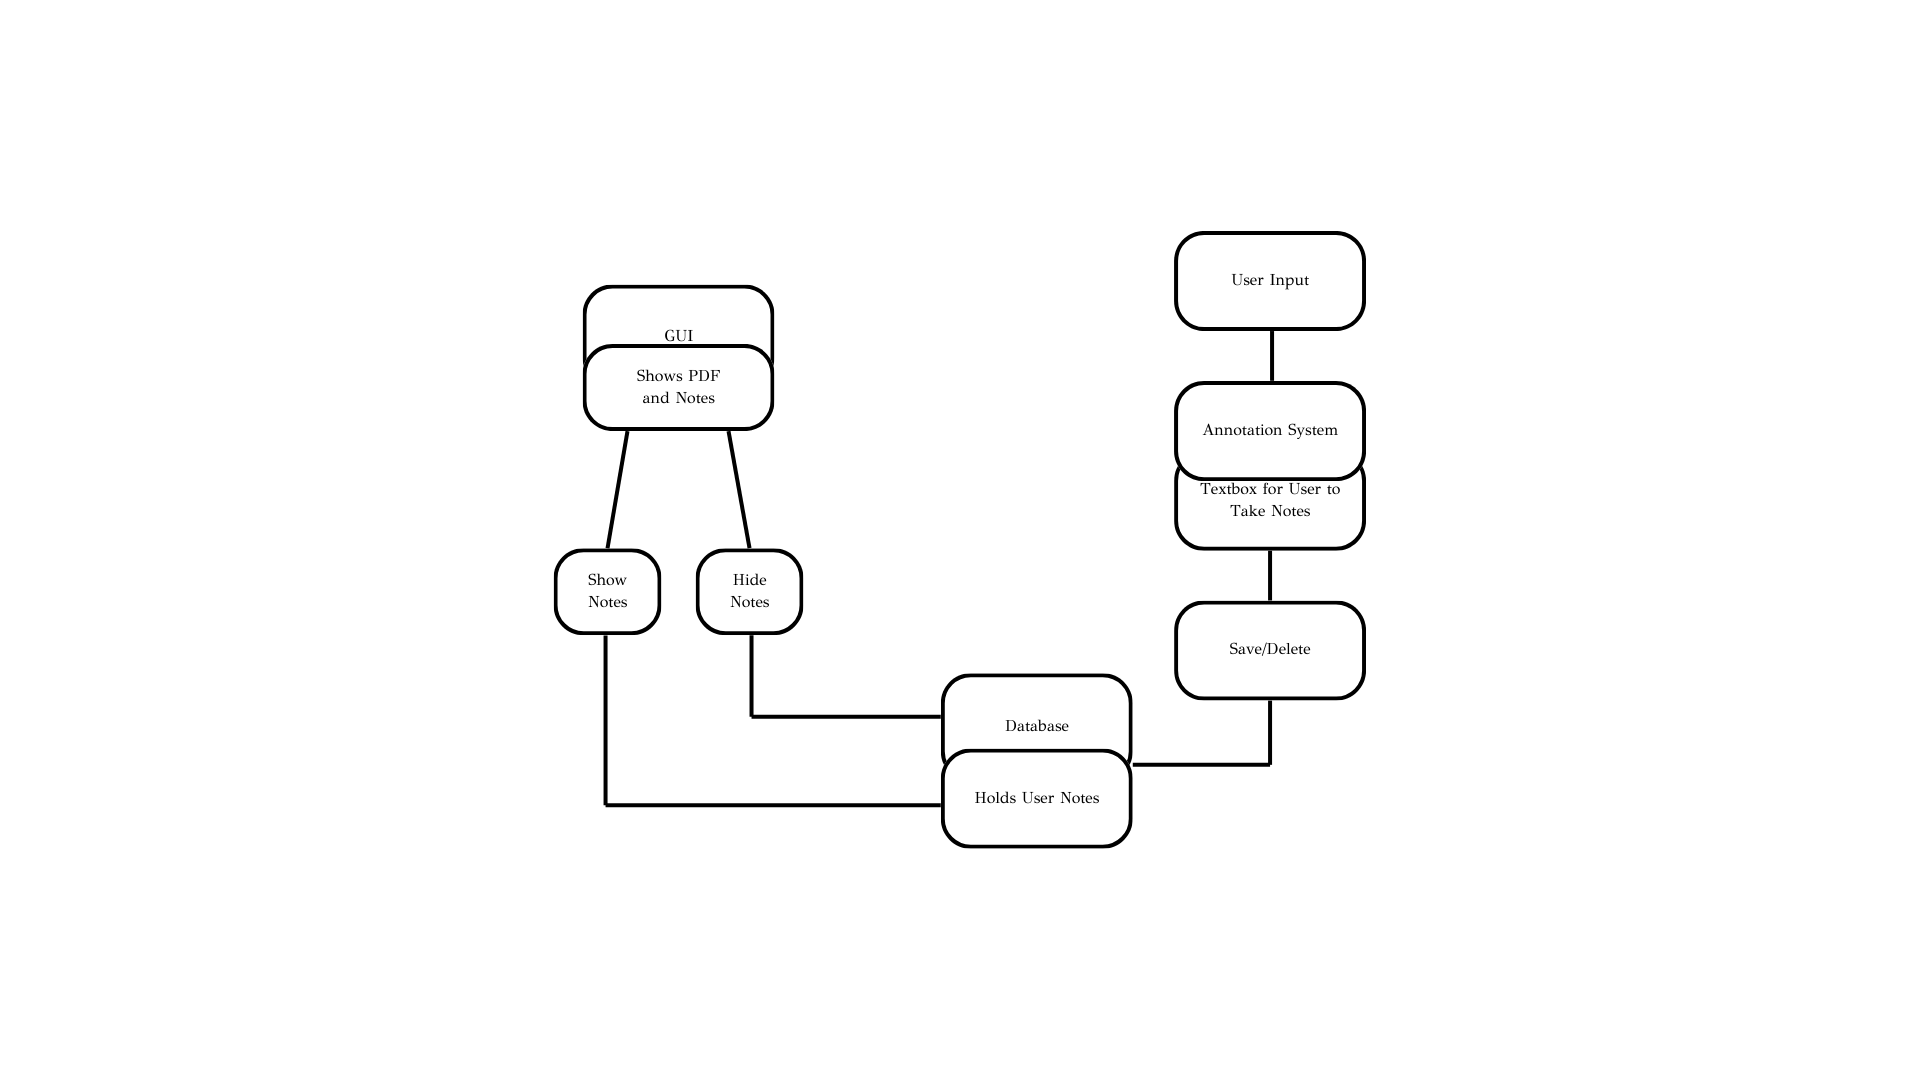 User Input
GUI
Shows PDF
and Notes
Annotation System
Textbox for User to
Take Notes
Show
Notes
Hide
Notes
Save/Delete
Database
Holds User Notes